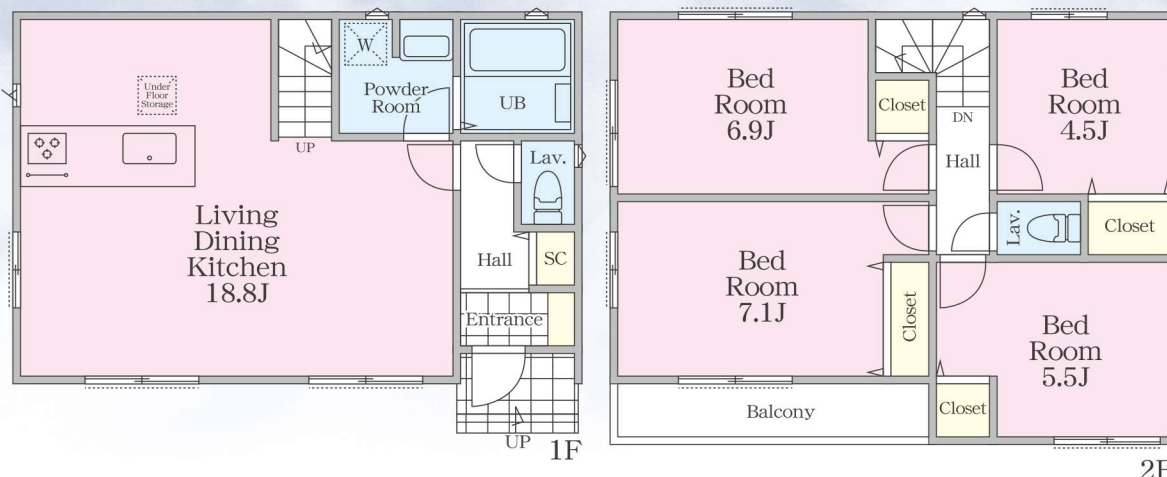 W
Powder
Room
UB
Under
Floor
Storage
UP
Lav.
Living
Dining
Kitchen
18.8J
Hall
SC
Entrance
UP
1F
Bed
Room
6.9J
Closet
DN
Hall
Bed
Room
4.5J
Lav.
Closet
Bed
Room
7.1J
Closet
Bed
Room
5.5J
Balcony
Closet
2F